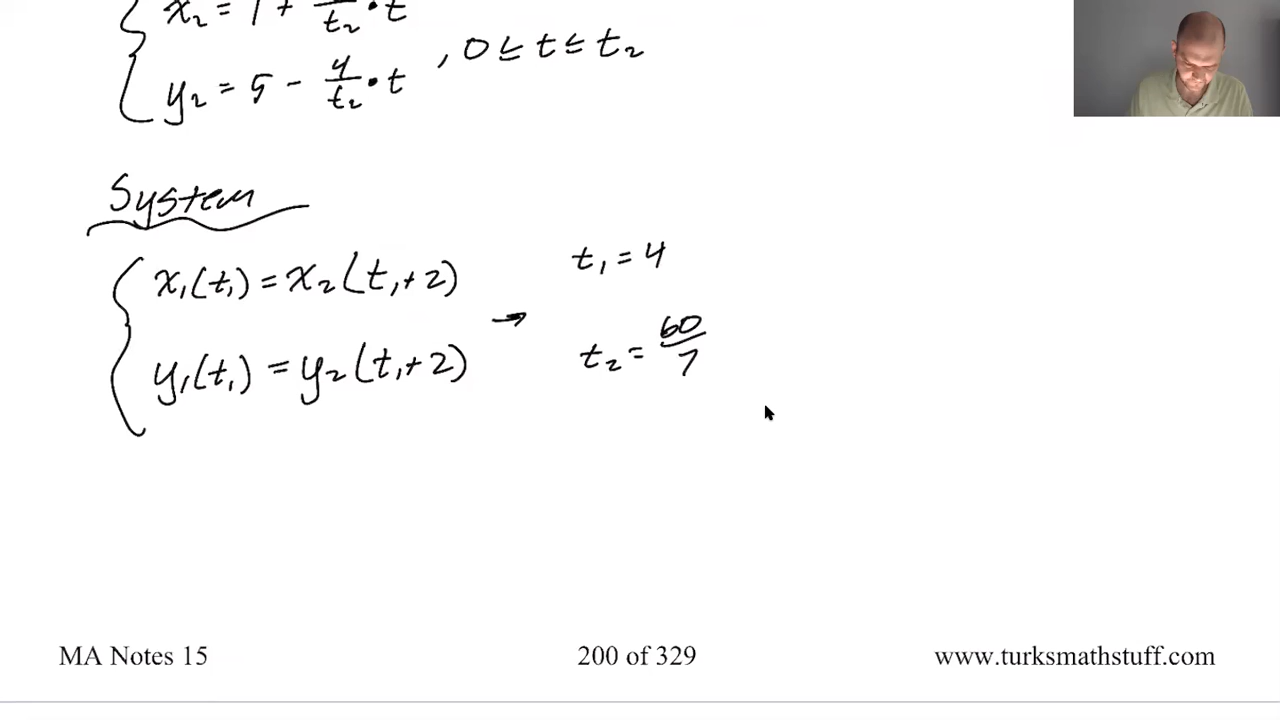 x₂ = 1 + /t₂ • t
y₂ = 5 - 4/t₂ • t , 0 ≤ t ≤ t₂
System
x₁(t₁) = x₂(t₁+2) t₁ = 4
→
y₁(t₁) = y₂(t₁+2) t₂ = 60/7
MA Notes 15 200 of 329 www.turksmathstuff.com